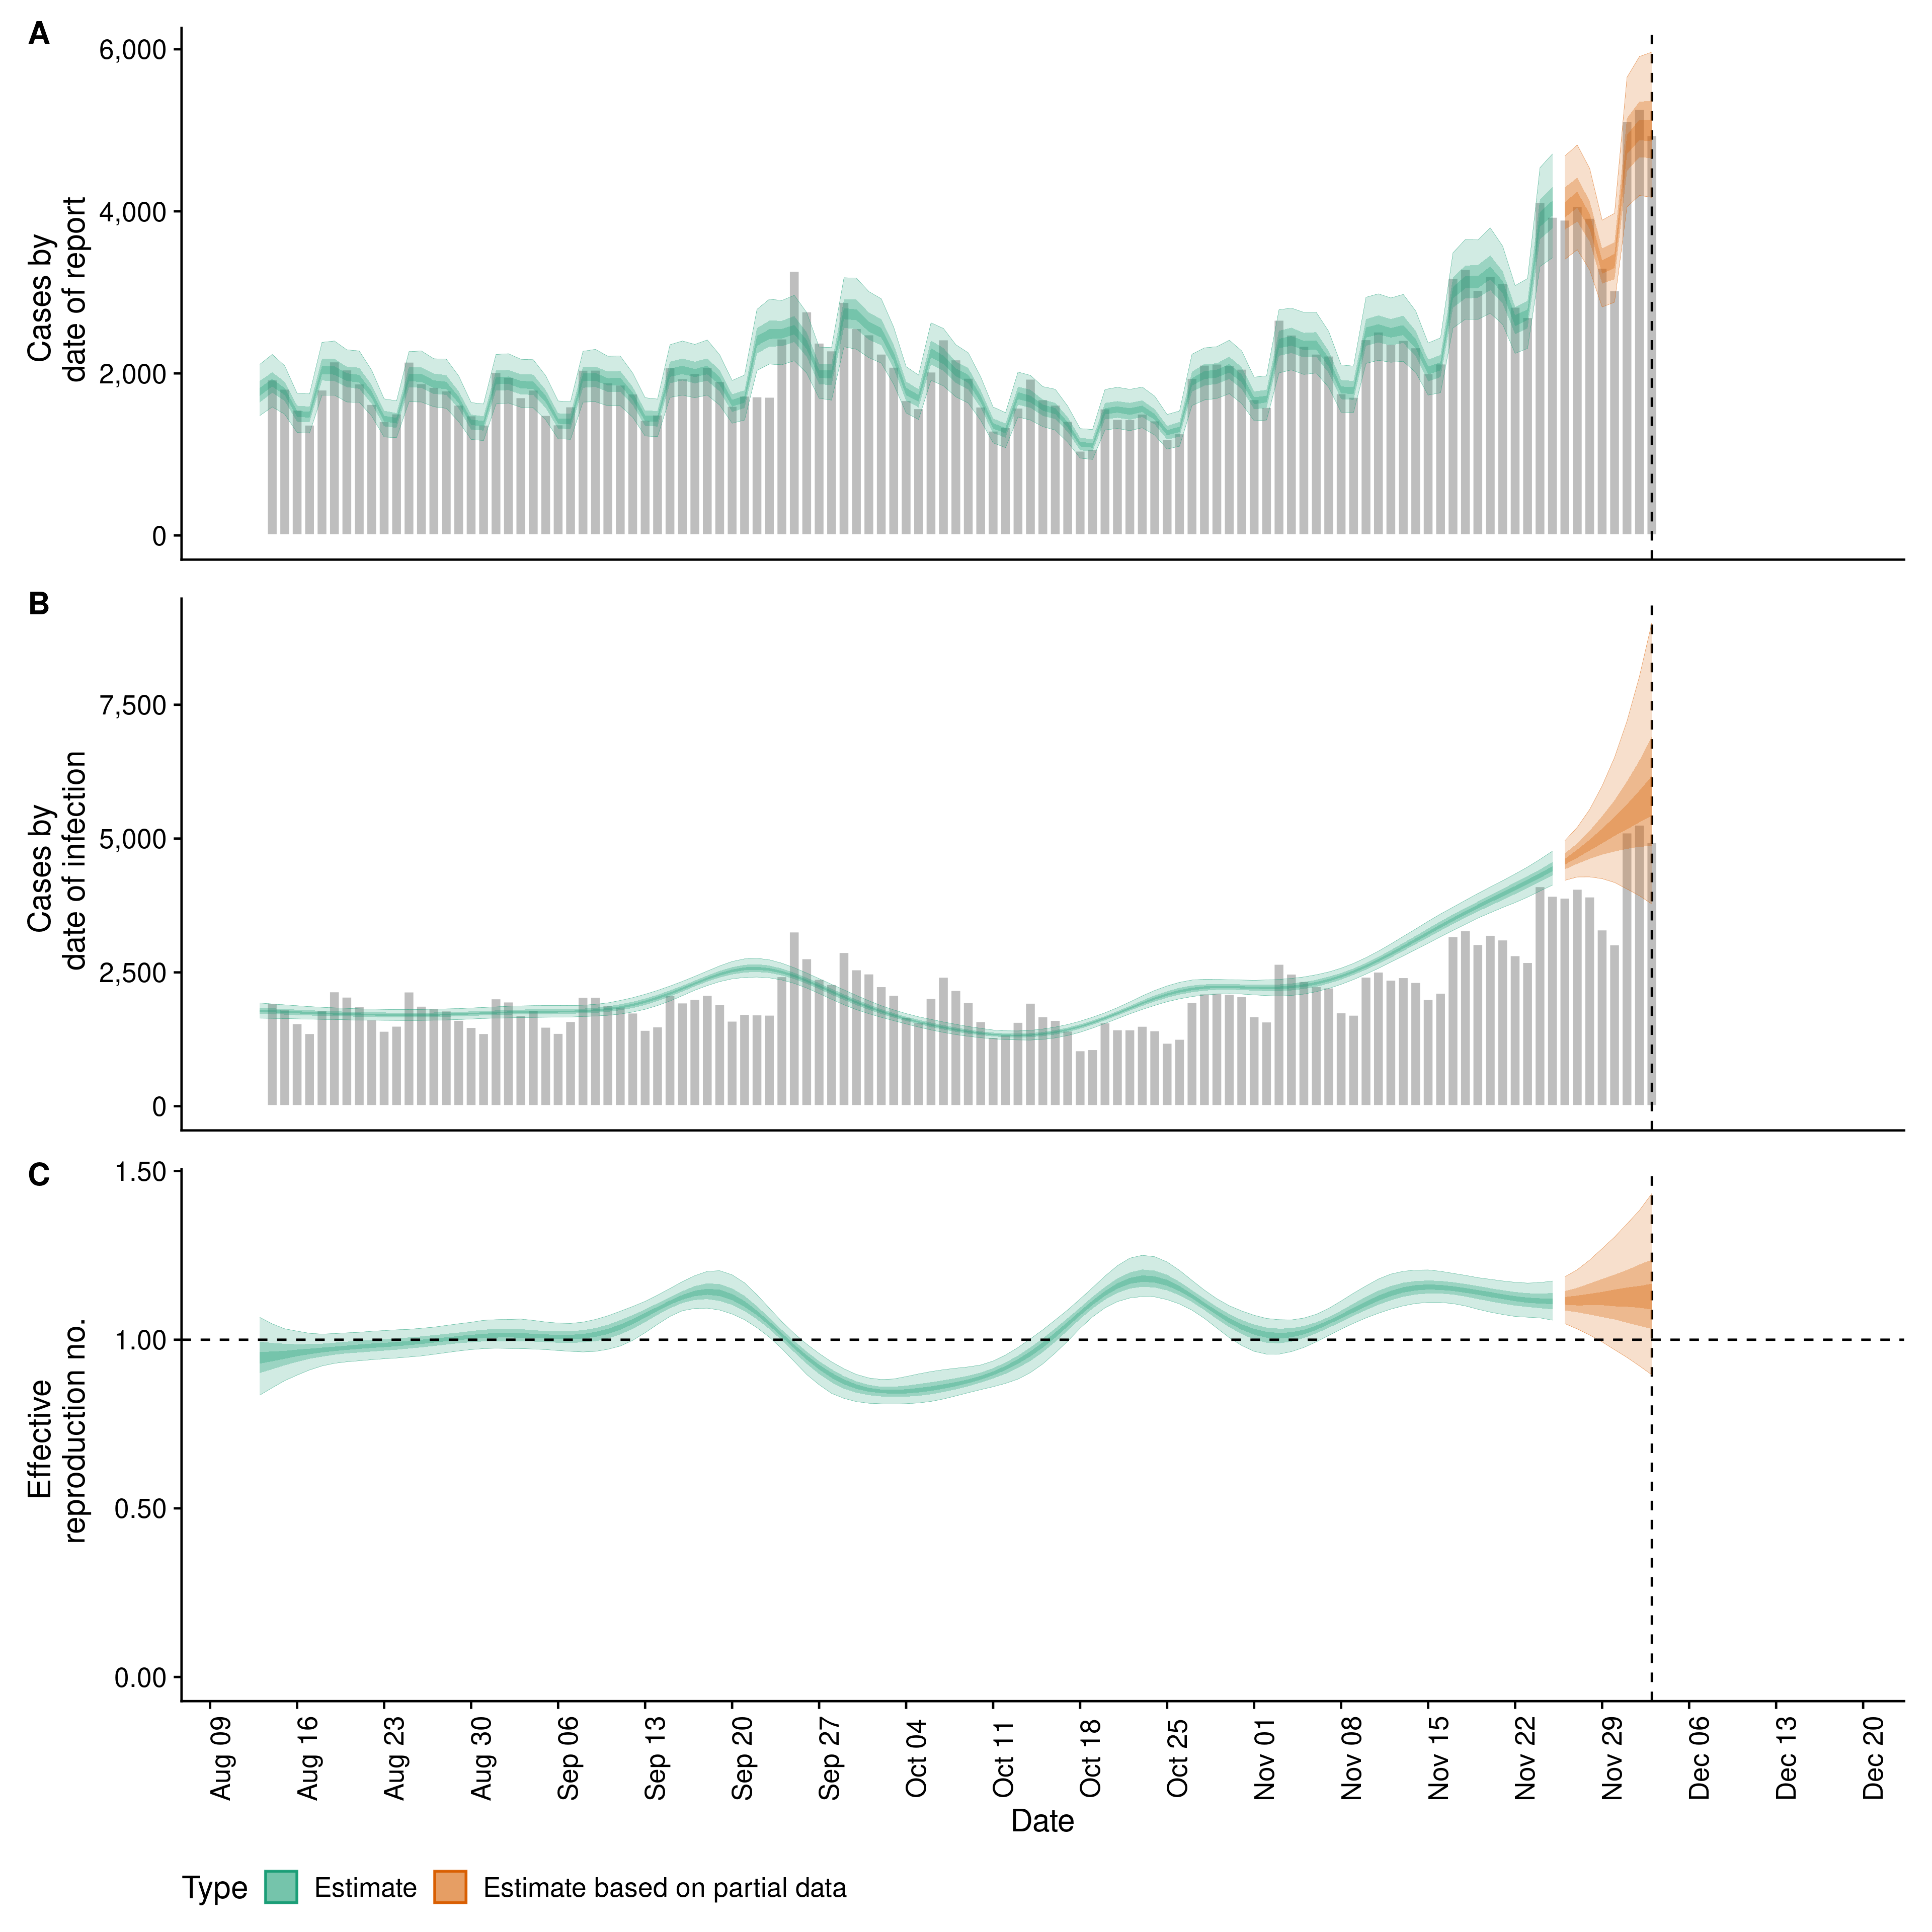 A
6,000
4,000
2,000
0
Cases by
date of report
B
7,500
5,000
2,500
0
Cases by
date of infection
C
1.50
1.00
0.50
0.00
Effective
reproduction no.
Aug 09
Aug 16
Aug 23
Aug 30
Sep 06
Sep 13
Sep 20
Sep 27
Oct 04
Oct 11
Oct 18
Oct 25
Nov 01
Nov 08
Nov 15
Nov 22
Nov 29
Dec 06
Dec 13
Dec 20
Date
Type
Estimate
Estimate based on partial data